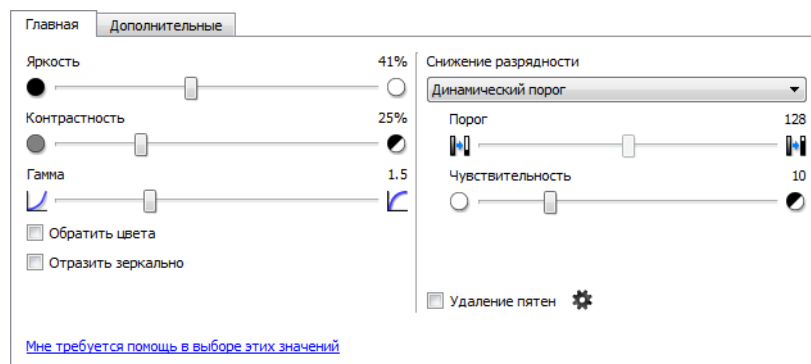 Главная Дополнительные
Яркость 41%
Контрастность 25%
Гамма 1.5
Обратить цвета
Отразить зеркально
Снижение разрядности
Динамический порог
Порог 128
Чувствительность 10
Удаление пятен
Мне требуется помощь в выборе этих значений